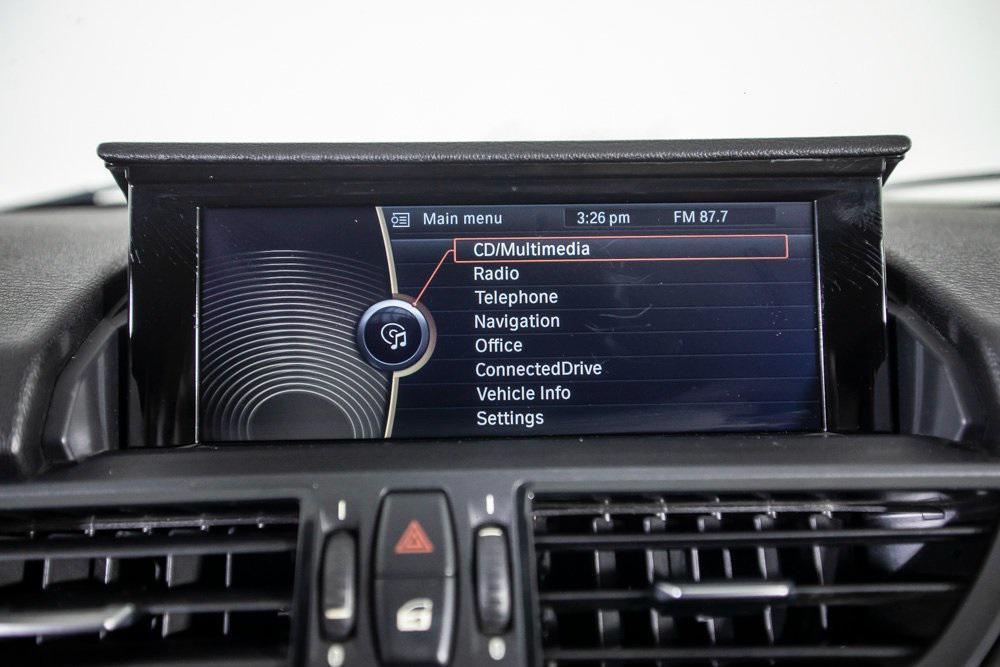 Main menu 3:26 pm FM 87.7
CD/Multimedia
Radio
Telephone
Navigation
Office
ConnectedDrive
Vehicle Info
Settings